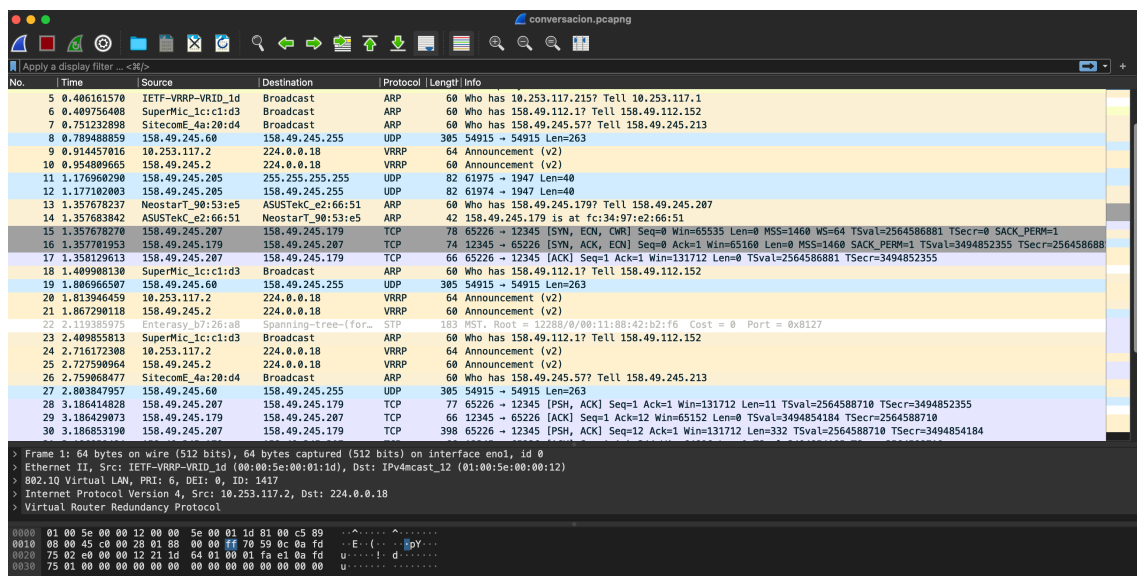 conversacion.pcapng
Apply a display filter ... <⌘/>
No. Time Source Destination Protocol Length Info
5 0.406161570 IETF-VRRP-VRID_1d Broadcast ARP 60 Who has 10.253.117.215? Tell 10.253.117.1
6 0.409756408 SuperMic_1c:c1:d3 Broadcast ARP 60 Who has 158.49.112.1? Tell 158.49.112.152
7 0.751232898 SitecomE_4a:20:d4 Broadcast ARP 60 Who has 158.49.245.57? Tell 158.49.245.213
8 0.789488859 158.49.245.60 158.49.245.255 UDP 305 54915 → 54915 Len=263
9 0.914457016 10.253.117.2 224.0.0.18 VRRP 64 Announcement (v2)
10 0.954809665 158.49.245.2 224.0.0.18 VRRP 60 Announcement (v2)
11 1.176960290 158.49.245.205 255.255.255.255 UDP 82 61975 → 1947 Len=40
12 1.177102003 158.49.245.205 158.49.245.255 UDP 82 61974 → 1947 Len=40
13 1.357678237 NeostarT_90:53:e5 ASUSTekC_e2:66:51 ARP 60 Who has 158.49.245.179? Tell 158.49.245.207
14 1.357683842 ASUSTekC_e2:66:51 NeostarT_90:53:e5 ARP 42 158.49.245.179 is at fc:34:97:e2:66:51
15 1.357678270 158.49.245.207 158.49.245.179 TCP 78 65226 → 12345 [SYN, ECN, CWR] Seq=0 Win=65535 Len=0 MSS=1460 WS=64 TSval=2564586881 TSecr=0 SACK_PERM=1
16 1.357701953 158.49.245.179 158.49.245.207 TCP 74 12345 → 65226 [SYN, ACK, ECN] Seq=0 Ack=1 Win=65160 Len=0 MSS=1460 SACK_PERM=1 TSval=3494852355 TSecr=256458688
17 1.358129613 158.49.245.207 158.49.245.179 TCP 66 65226 → 12345 [ACK] Seq=1 Ack=1 Win=131712 Len=0 TSval=2564586881 TSecr=3494852355
18 1.409908130 SuperMic_1c:c1:d3 Broadcast ARP 60 Who has 158.49.112.1? Tell 158.49.112.152
19 1.806966507 158.49.245.60 158.49.245.255 UDP 305 54915 → 54915 Len=263
20 1.813946459 10.253.117.2 224.0.0.18 VRRP 64 Announcement (v2)
21 1.867290118 158.49.245.2 224.0.0.18 VRRP 60 Announcement (v2)
22 2.119385975 Enterasy_b7:26:a8 Spanning-tree-(for… STP 183 MST. Root = 12288/0/00:11:88:42:b2:f6 Cost = 0 Port = 0x8127
23 2.409855813 SuperMic_1c:c1:d3 Broadcast ARP 60 Who has 158.49.112.1? Tell 158.49.112.152
24 2.716172308 10.253.117.2 224.0.0.18 VRRP 64 Announcement (v2)
25 2.727590964 158.49.245.2 224.0.0.18 VRRP 60 Announcement (v2)
26 2.759068477 SitecomE_4a:20:d4 Broadcast ARP 60 Who has 158.49.245.57? Tell 158.49.245.213
27 2.803847957 158.49.245.60 158.49.245.255 UDP 305 54915 → 54915 Len=263
28 3.186414828 158.49.245.207 158.49.245.179 TCP 77 65226 → 12345 [PSH, ACK] Seq=1 Ack=1 Win=131712 Len=11 TSval=2564588710 TSecr=3494852355
29 3.186429073 158.49.245.179 158.49.245.207 TCP 66 12345 → 65226 [ACK] Seq=1 Ack=12 Win=65152 Len=0 TSval=3494854184 TSecr=2564588710
30 3.186853190 158.49.245.207 158.49.245.179 TCP 398 65226 → 12345 [PSH, ACK] Seq=12 Ack=1 Win=131712 Len=332 TSval=2564588710 TSecr=3494854184
> Frame 1: 64 bytes on wire (512 bits), 64 bytes captured (512 bits) on interface eno1, id 0
> Ethernet II, Src: IETF-VRRP-VRID_1d (00:00:5e:00:01:1d), Dst: IPv4mcast_12 (01:00:5e:00:00:12)
> 802.1Q Virtual LAN, PRI: 6, DEI: 0, ID: 1417
> Internet Protocol Version 4, Src: 10.253.117.2, Dst: 224.0.0.18
> Virtual Router Redundancy Protocol
0000 01 00 5e 00 00 12 00 00 5e 00 01 1d 81 00 c5 89 ··^····· ^·······
0010 08 00 45 c0 00 28 01 88 00 00 ff 70 59 0c 0a fd ··E··(·· ···pY···
0020 75 02 e0 00 00 12 21 1d 64 01 00 01 fa e1 0a fd u·····!· d·······
0030 75 01 00 00 00 00 00 00 00 00 00 00 00 00 00 00 u······· ········